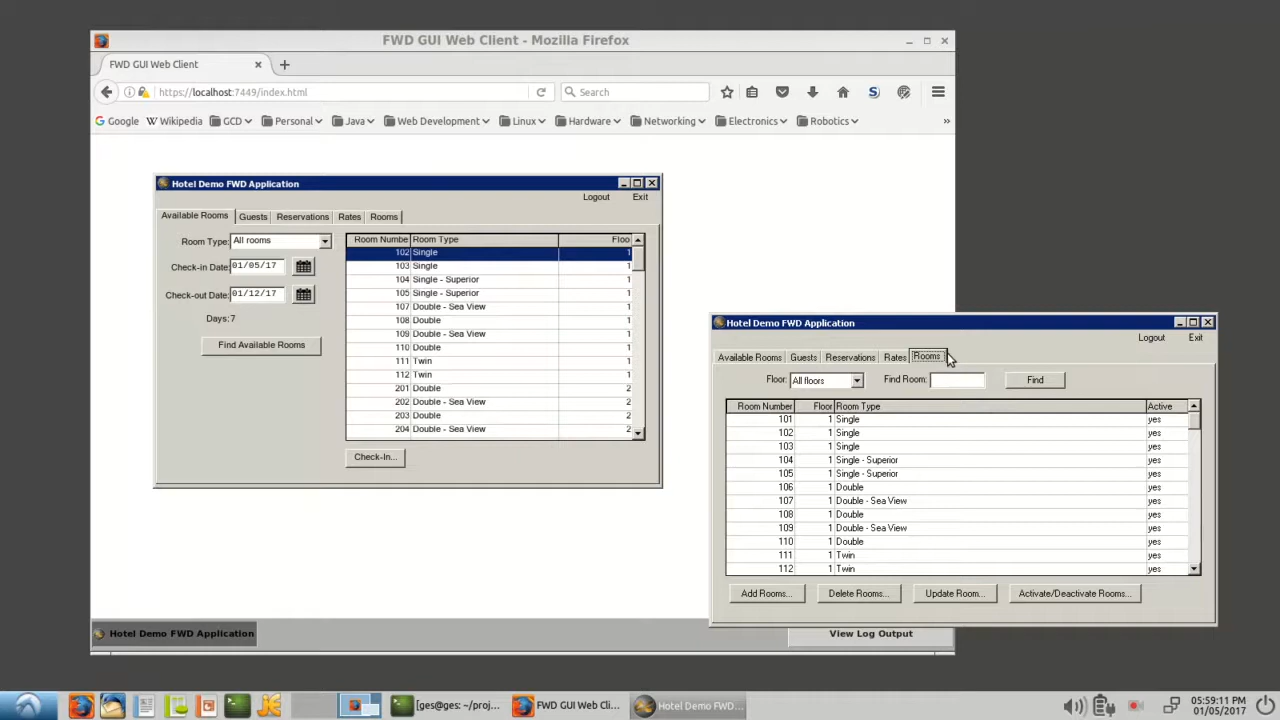 FWD GUI Web Client - Mozilla Firefox
FWD GUI Web Client
https://localhost:7449/index.html
Search
Google Wikipedia GCD Personal Java Web Development Linux Hardware Networking Electronics Robotics »
Hotel Demo FWD Application
Logout Exit
Available Rooms Guests Reservations Rates Rooms
Room Type: All rooms
Check-in Date: 01/05/17
Check-out Date: 01/12/17
Days: 7
Find Available Rooms
Room Numbe Room Type Floo
102 Single 1
103 Single 1
104 Single - Superior 1
105 Single - Superior 1
107 Double - Sea View 1
108 Double 1
109 Double - Sea View 1
110 Double 1
111 Twin 1
112 Twin 1
201 Double 2
202 Double - Sea View 2
203 Double 2
204 Double - Sea View 2
Check-In...
Hotel Demo FWD Application
Logout Exit
Available Rooms Guests Reservations Rates Rooms
Floor: All floors Find Room: Find
Room Number Floor Room Type Active
101 1 Single yes
102 1 Single yes
103 1 Single yes
104 1 Single - Superior yes
105 1 Single - Superior yes
106 1 Double yes
107 1 Double - Sea View yes
108 1 Double yes
109 1 Double - Sea View yes
110 1 Double yes
111 1 Twin yes
112 1 Twin yes
Add Rooms... Delete Rooms... Update Room... Activate/Deactivate Rooms...
Hotel Demo FWD Application
View Log Output
[ges@ges: ~/proj... FWD GUI Web Cli... Hotel Demo FWD...
05:59:11 PM
01/05/2017